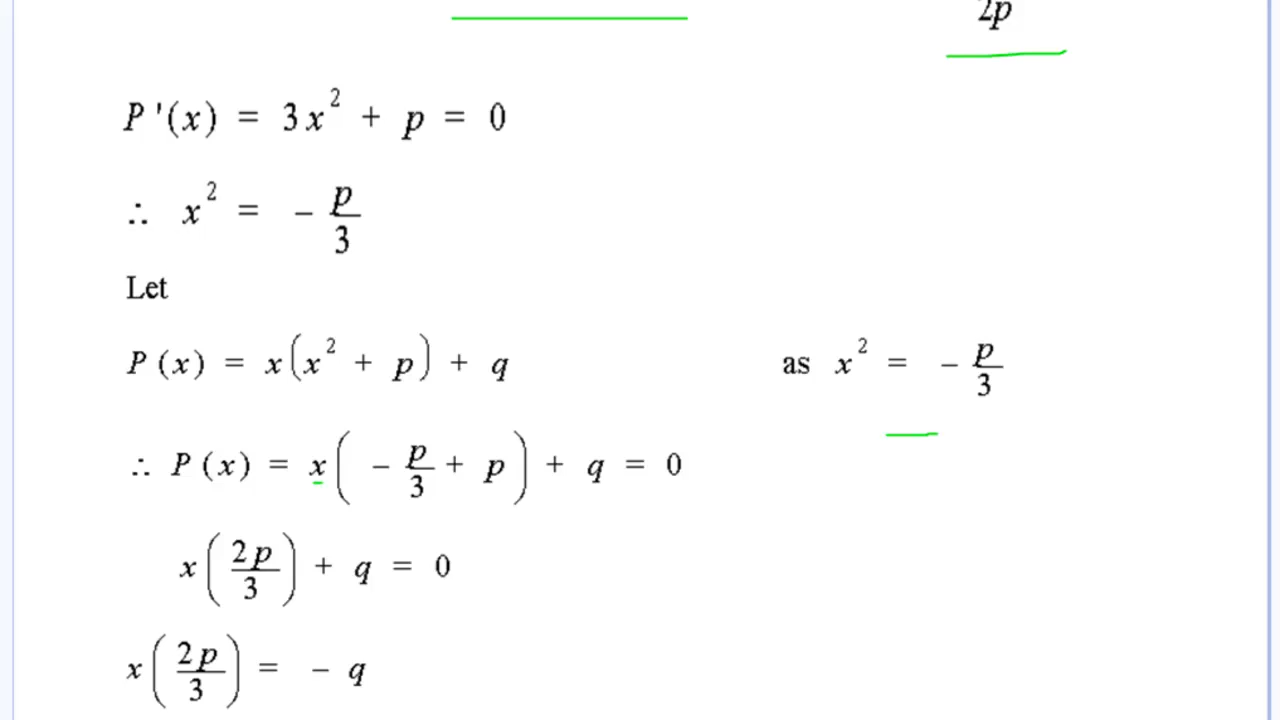 2p
P'(x) = 3x² + p = 0
∴ x² = - p/3
Let
P(x) = x(x² + p) + q as x² = - p/3
∴ P(x) = x(- p/3 + p) + q = 0
x(2p/3) + q = 0
x(2p/3) = - q